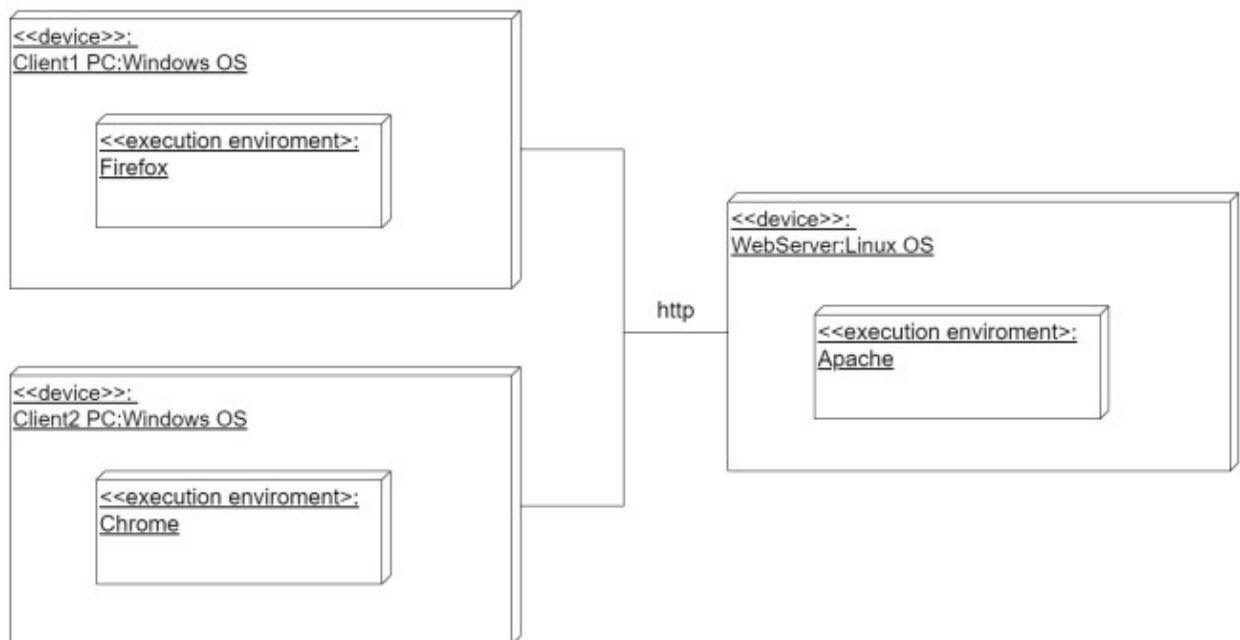 <<device>>:
Client1 PC:Windows OS
<<execution enviroment>:
Firefox
http
<<device>>:
WebServer:Linux OS
<<execution enviroment>:
Apache
<<device>>:
Client2 PC:Windows OS
<<execution enviroment>:
Chrome